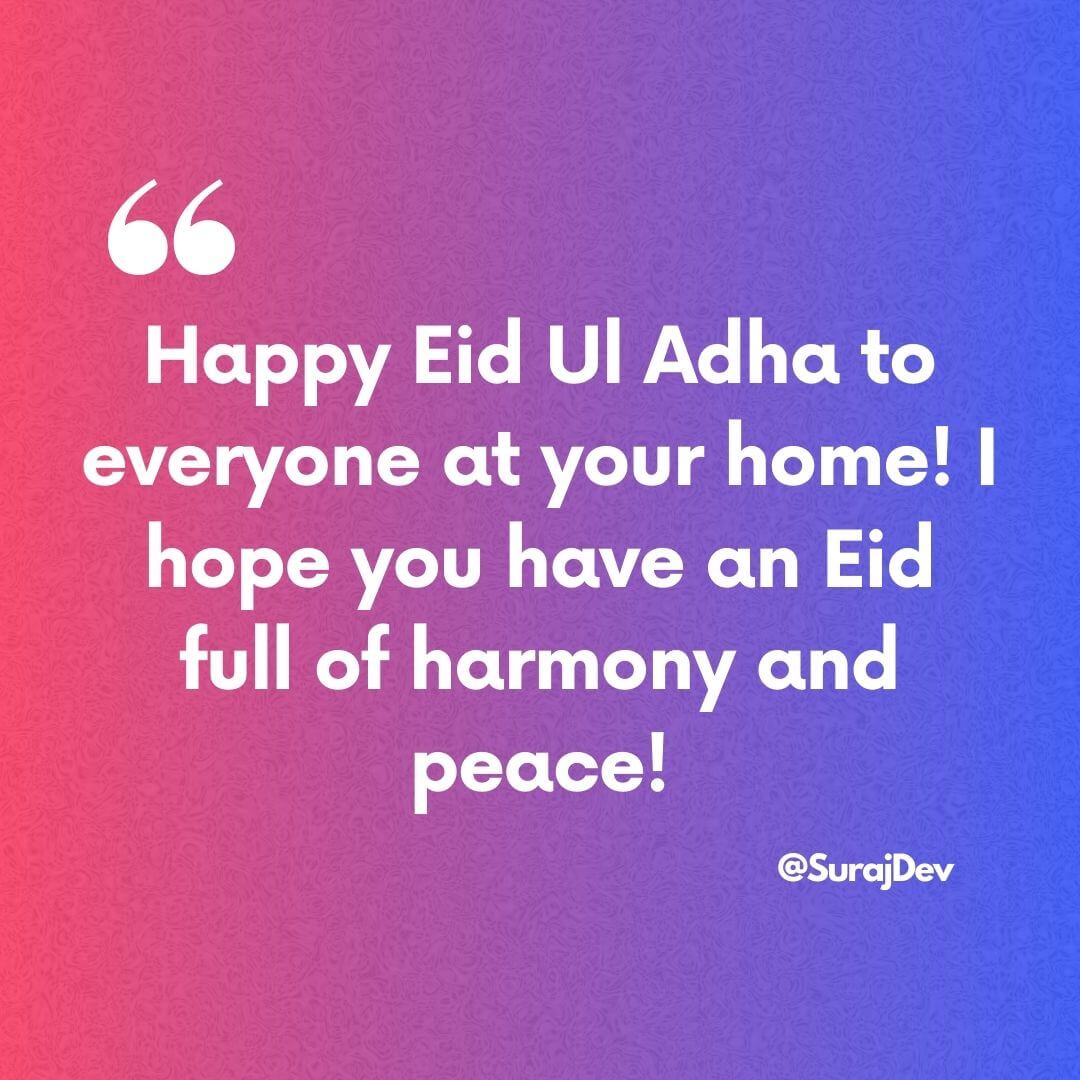 “
Happy Eid Ul Adha to
everyone at your home! I
hope you have an Eid
full of harmony and
peace!
@SurajDev